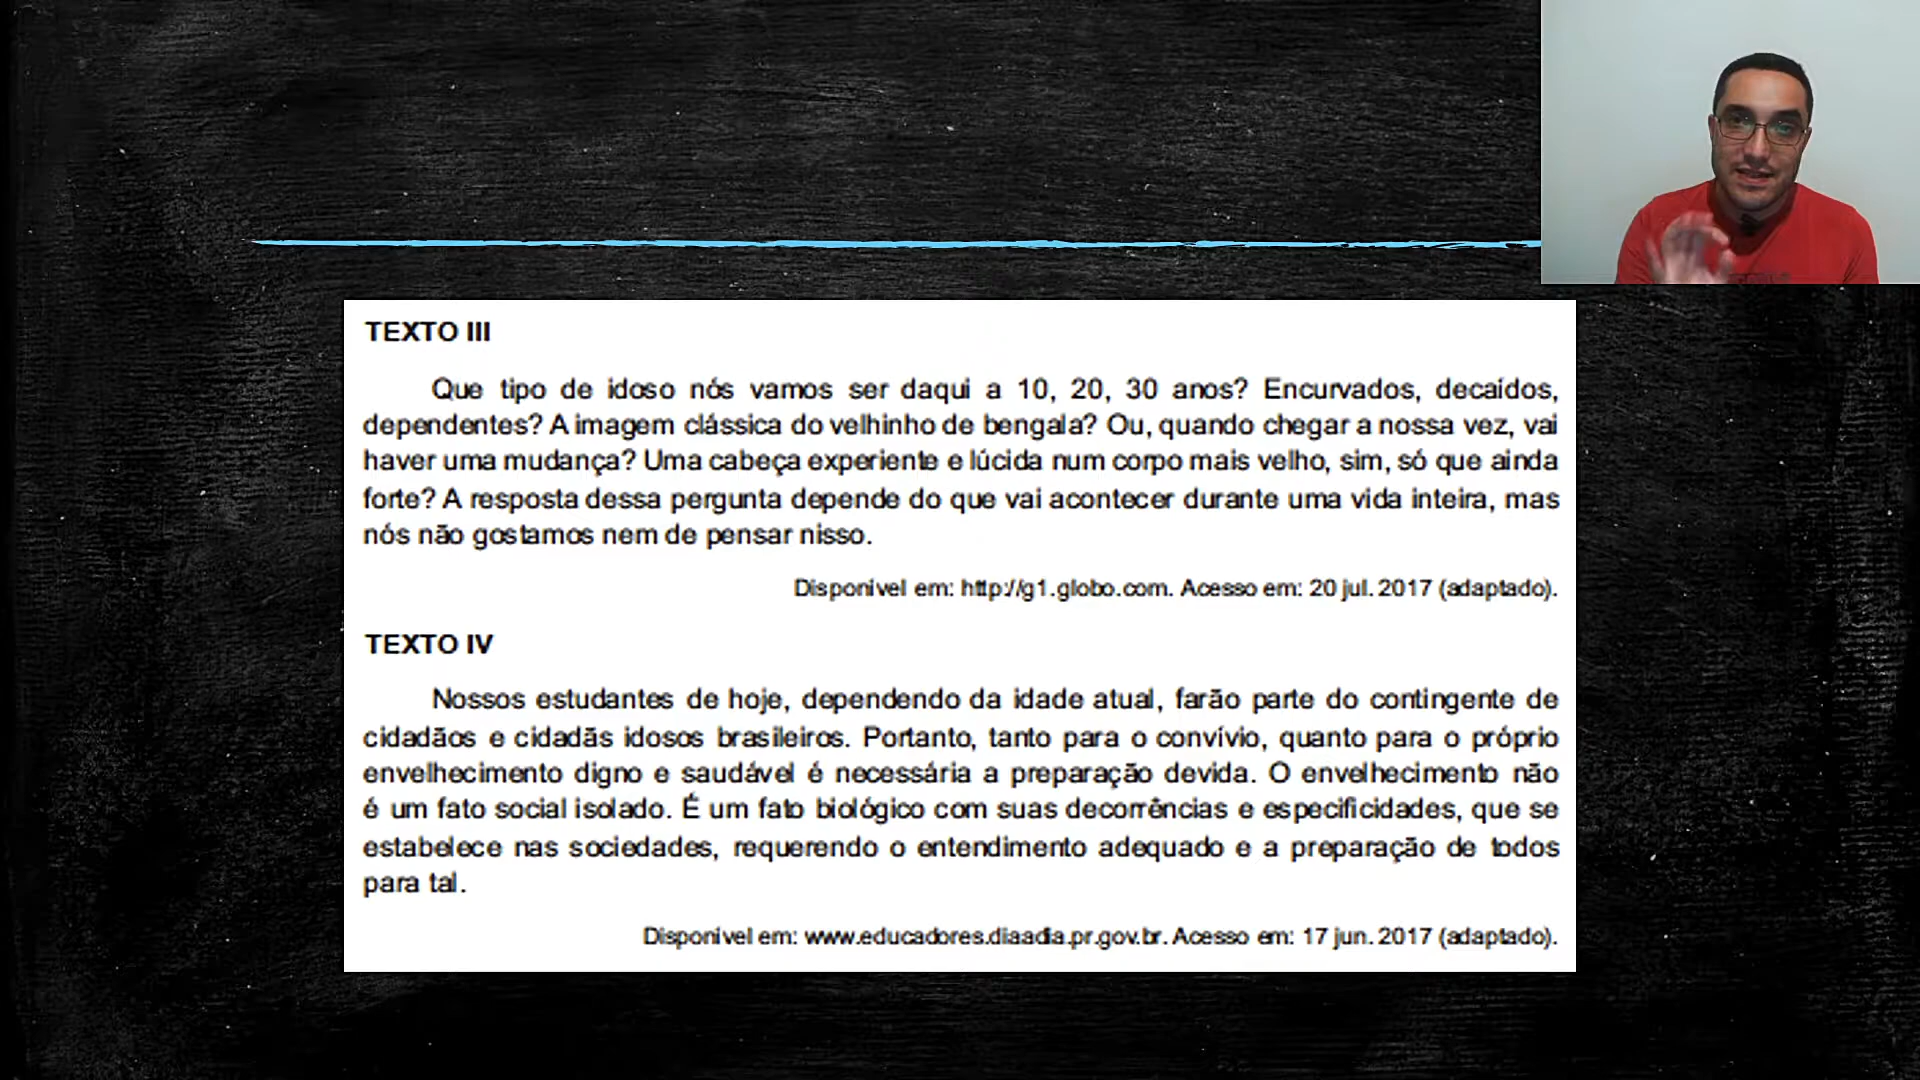 TEXTO III
Que tipo de idoso nós vamos ser daqui a 10, 20, 30 anos? Encurvados, decaídos,
dependentes? A imagem clássica do velhinho de bengala? Ou, quando chegar a nossa vez, vai
haver uma mudança? Uma cabeça experiente e lúcida num corpo mais velho, sim, só que ainda
forte? A resposta dessa pergunta depende do que vai acontecer durante uma vida inteira, mas
nós não gostamos nem de pensar nisso.
Disponível em: http://g1.globo.com. Acesso em: 20 jul. 2017 (adaptado).
TEXTO IV
Nossos estudantes de hoje, dependendo da idade atual, farão parte do contingente de
cidadãos e cidadãs idosos brasileiros. Portanto, tanto para o convívio, quanto para o próprio
envelhecimento digno e saudável é necessária a preparação devida. O envelhecimento não
é um fato social isolado. É um fato biológico com suas decorrências e especificidades, que se
estabelece nas sociedades, requerendo o entendimento adequado e a preparação de todos
para tal.
Disponível em: www.educadores.diaadia.pr.gov.br. Acesso em: 17 jun. 2017 (adaptado).